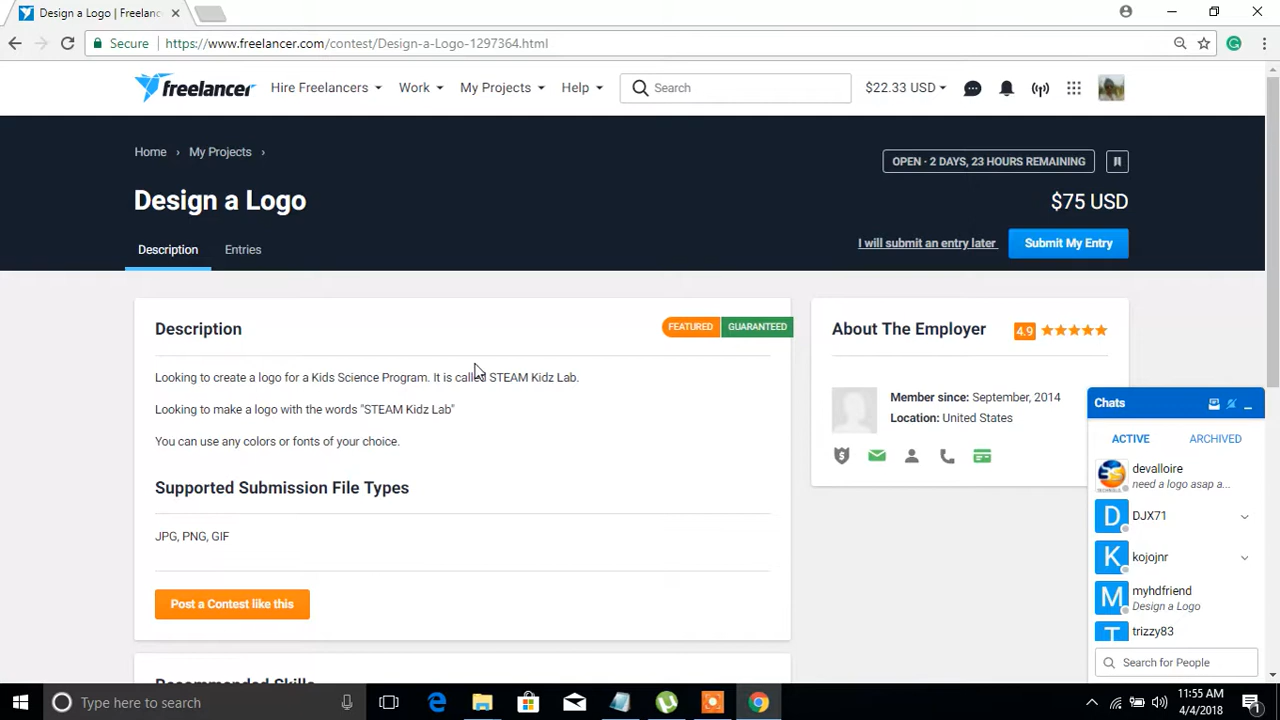 Design a Logo | Freelanc
Secure https://www.freelancer.com/contest/Design-a-Logo-1297364.html
freelancer Hire Freelancers Work My Projects Help Search $22.33 USD
Home › My Projects ›
OPEN - 2 DAYS, 23 HOURS REMAINING
Design a Logo
$75 USD
I will submit an entry later Submit My Entry
Description Entries
Description
FEATURED GUARANTEED
Looking to create a logo for a Kids Science Program. It is called STEAM Kidz Lab.
Looking to make a logo with the words "STEAM Kidz Lab"
You can use any colors or fonts of your choice.
Supported Submission File Types
JPG, PNG, GIF
Post a Contest like this
Recommended Skills
About The Employer 4.9
Member since: September, 2014
Location: United States
Chats
ACTIVE ARCHIVED
devalloire
need a logo asap a...
D DJX71
K kojojnr
M myhdfriend
Design a Logo
T trizzy83
Search for People
Type here to search
11:55 AM
4/4/2018
1